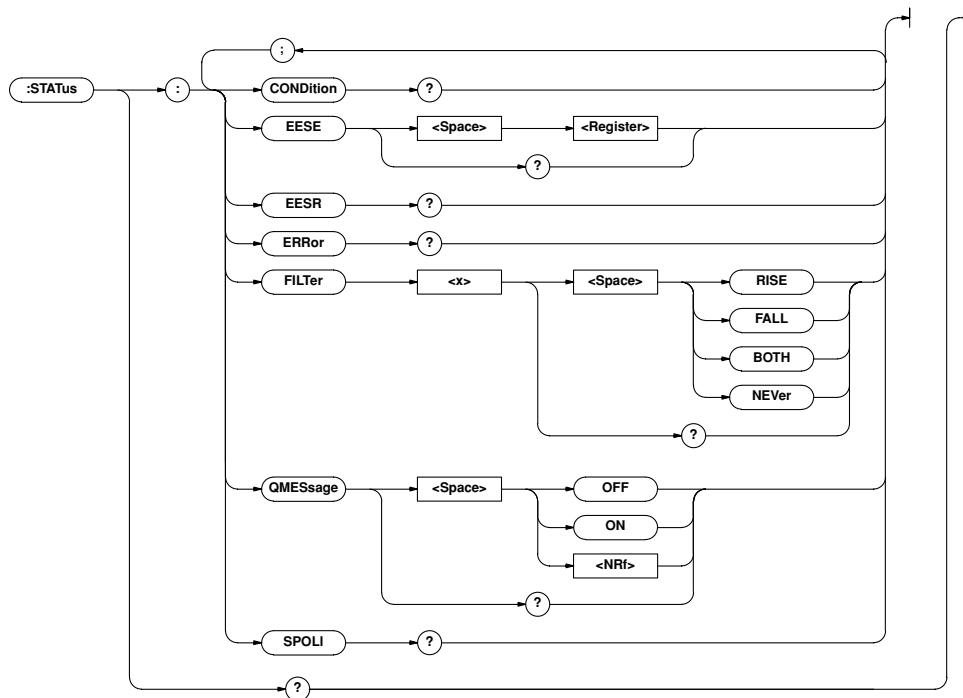 ;
:STATus : CONDition ?
EESE <Space> <Register>
?
EESR ?
ERRor ?
FILTer <x> <Space> RISE
FALL
BOTH
NEVer
?
QMESsage <Space> OFF
ON
<NRf>
?
SPOLl ?
?